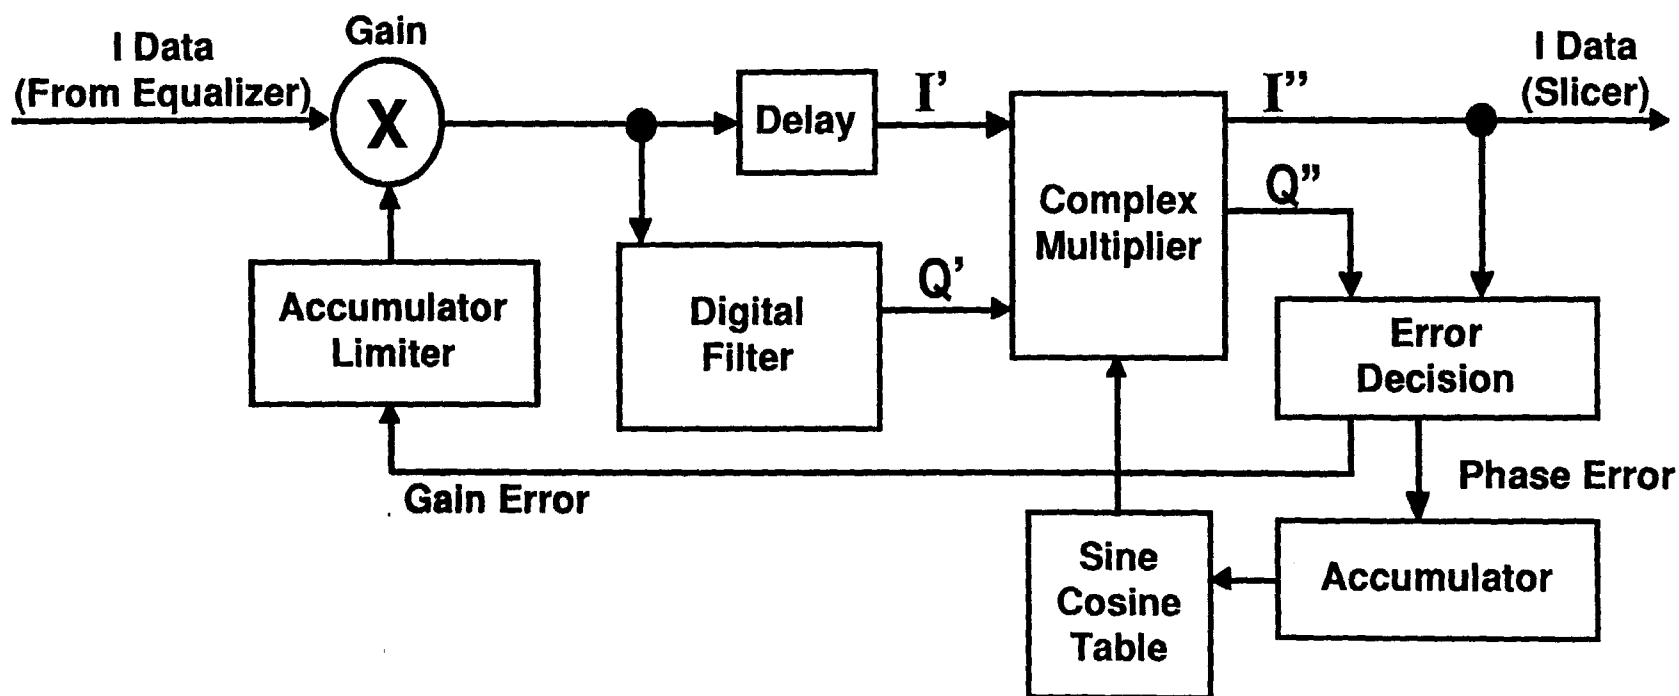 I Data
(From Equalizer)
Gain
X
Delay
I'
I''
I Data
(Slicer)
Complex
Multiplier
Q''
Q'
Digital
Filter
Accumulator
Limiter
Error
Decision
Gain Error
Phase Error
Sine
Cosine
Table
Accumulator